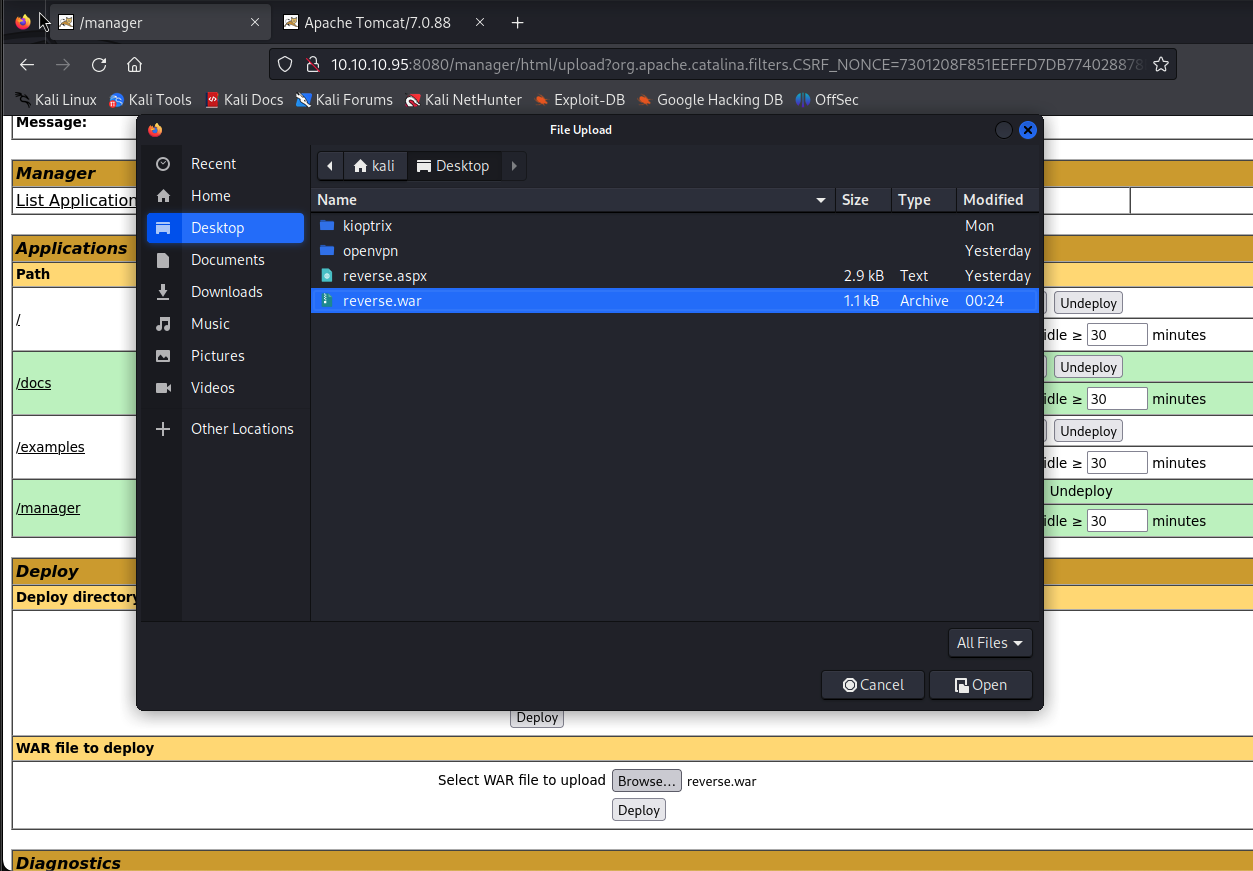 /manager
Apache Tomcat/7.0.88
10.10.10.95:8080/manager/html/upload?org.apache.catalina.filters.CSRF_NONCE=7301208F851EEFFD7DB774028878
Kali Linux Kali Tools Kali Docs Kali Forums Kali NetHunter Exploit-DB Google Hacking DB OffSec
Message:
File Upload
Manager
List Application
Applications
Path
/
/docs
/examples
/manager
Recent
Home
Desktop
Documents
Downloads
Music
Pictures
Videos
Other Locations
kali Desktop
Name Size Type Modified
kioptrix Mon
openvpn Yesterday
reverse.aspx 2.9 kB Text Yesterday
reverse.war 1.1 kB Archive 00:24
All Files
Cancel Open
Undeploy
idle ≥ 30 minutes
Undeploy
idle ≥ 30 minutes
Undeploy
idle ≥ 30 minutes
Undeploy
idle ≥ 30 minutes
Deploy
Deploy directory
Deploy
WAR file to deploy
Select WAR file to upload Browse... reverse.war
Deploy
Diagnostics